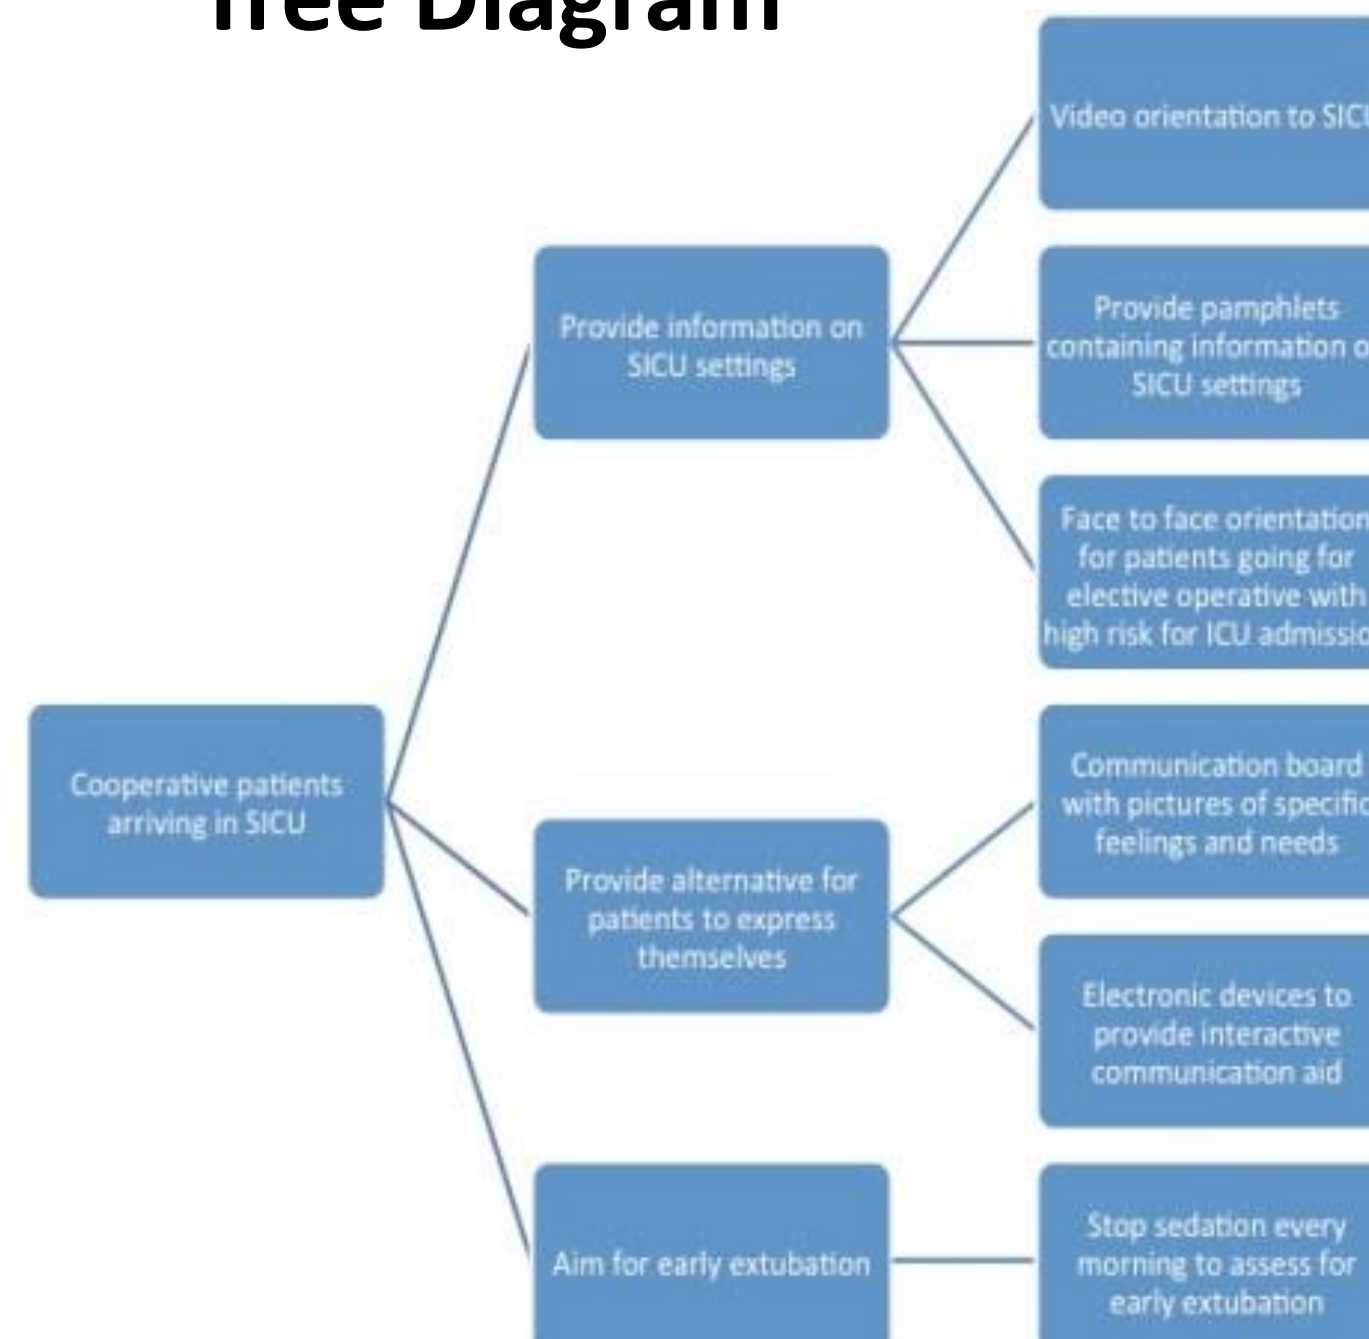 Tree Diagram
Video orientation to SICU
Provide information on
SICU settings
Provide pamphlets
containing information
SICU settings
Face to face orientation
for patients going for
elective operative with
high risk for ICU admission
Cooperative patients
arriving in SICU
Provide alternative for
patients to express
themselves
Communication board
with pictures of specific
feelings and needs
Electronic devices to
provide interactive
communication aid
Aim for early extubation
Stop sedation every
morning to assess for
early extubation